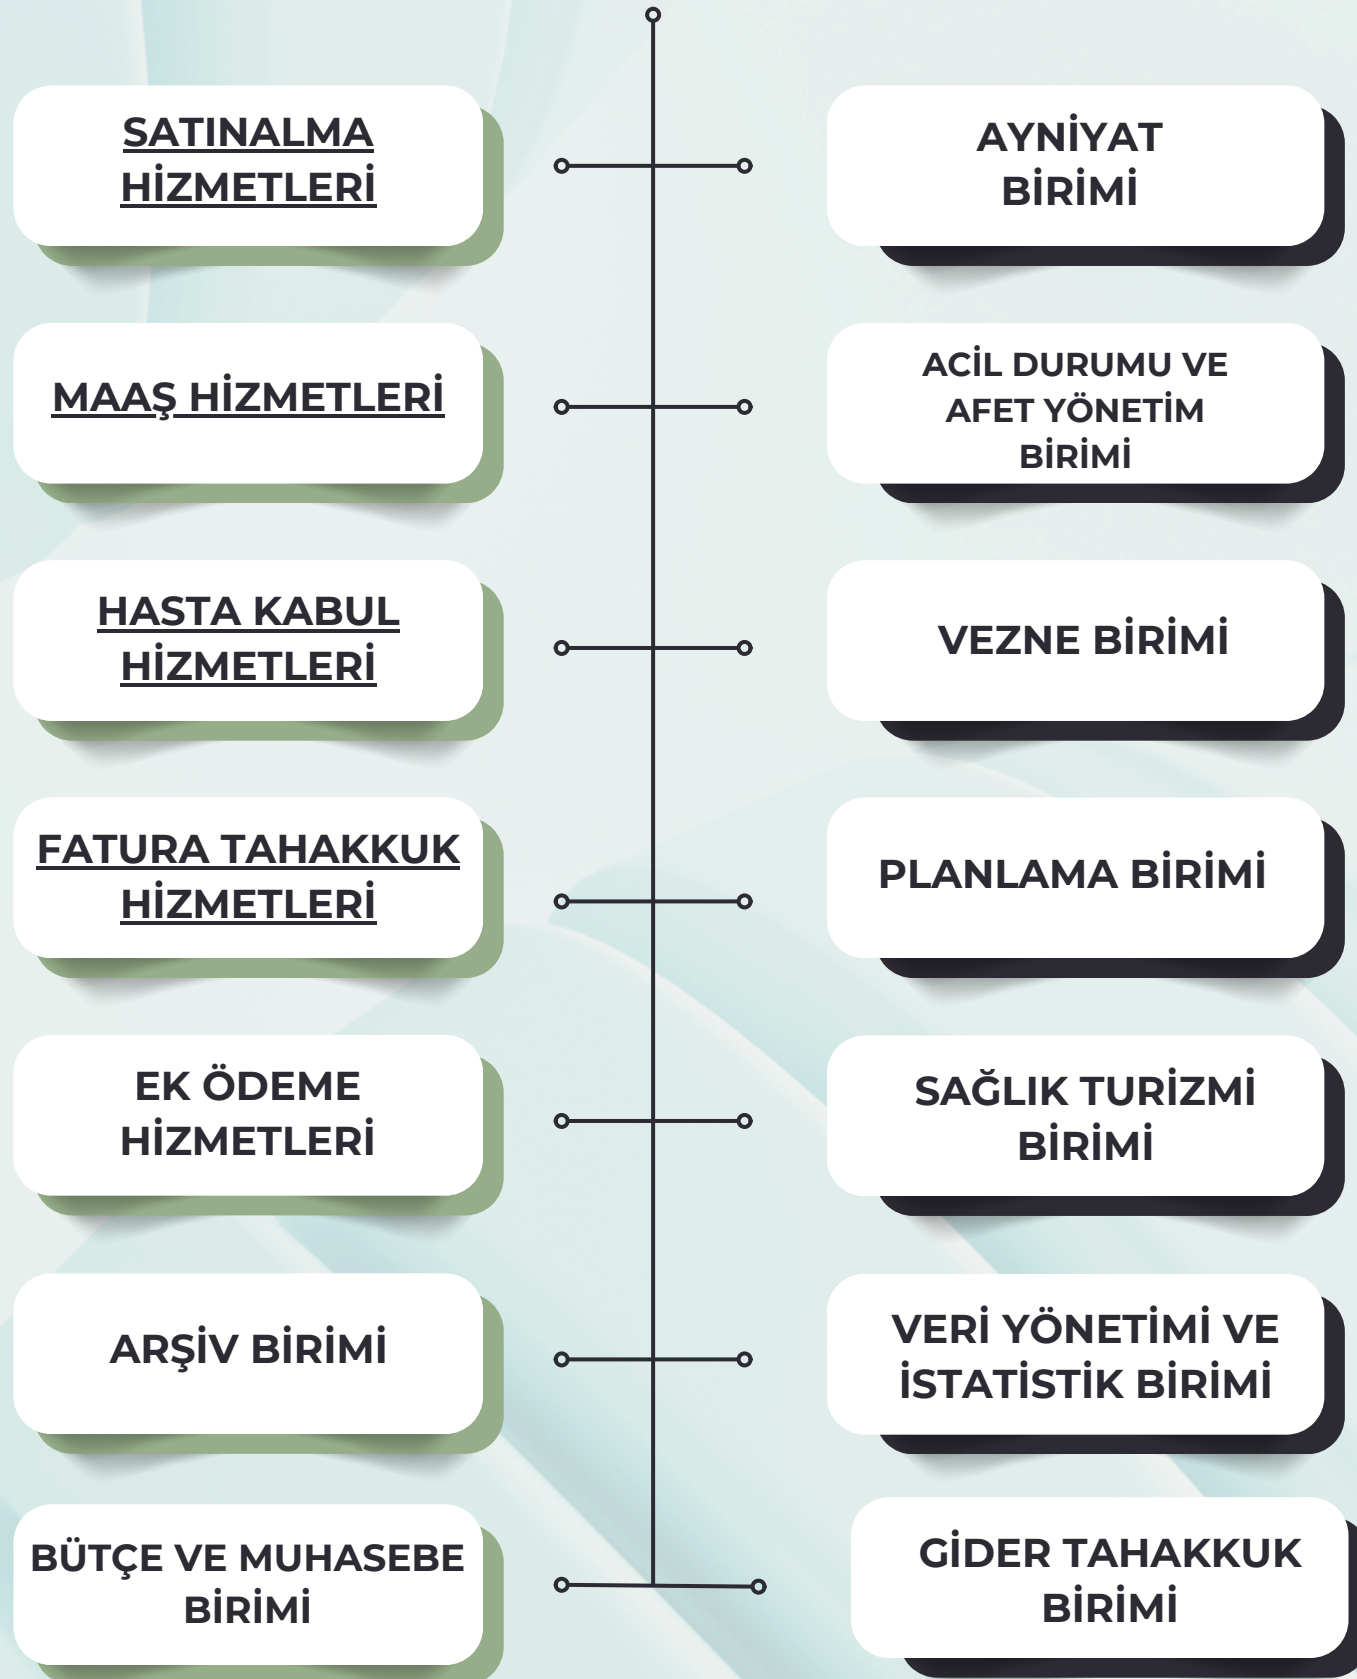 SATINALMA
HİZMETLERİ
AYNİYAT
BİRİMİ
MAAŞ HİZMETLERİ
ACİL DURUMU VE
AFET YÖNETİM
BİRİMİ
HASTA KABUL
HİZMETLERİ
VEZNE BİRİMİ
FATURA TAHAKKUK
HİZMETLERİ
PLANLAMA BİRİMİ
EK ÖDEME
HİZMETLERİ
SAĞLIK TURİZMİ
BİRİMİ
ARŞİV BİRİMİ
VERİ YÖNETİMİ VE
İSTATİSTİK BİRİMİ
BÜTÇE VE MUHASEBE
BİRİMİ
GİDER TAHAKKUK
BİRİMİ